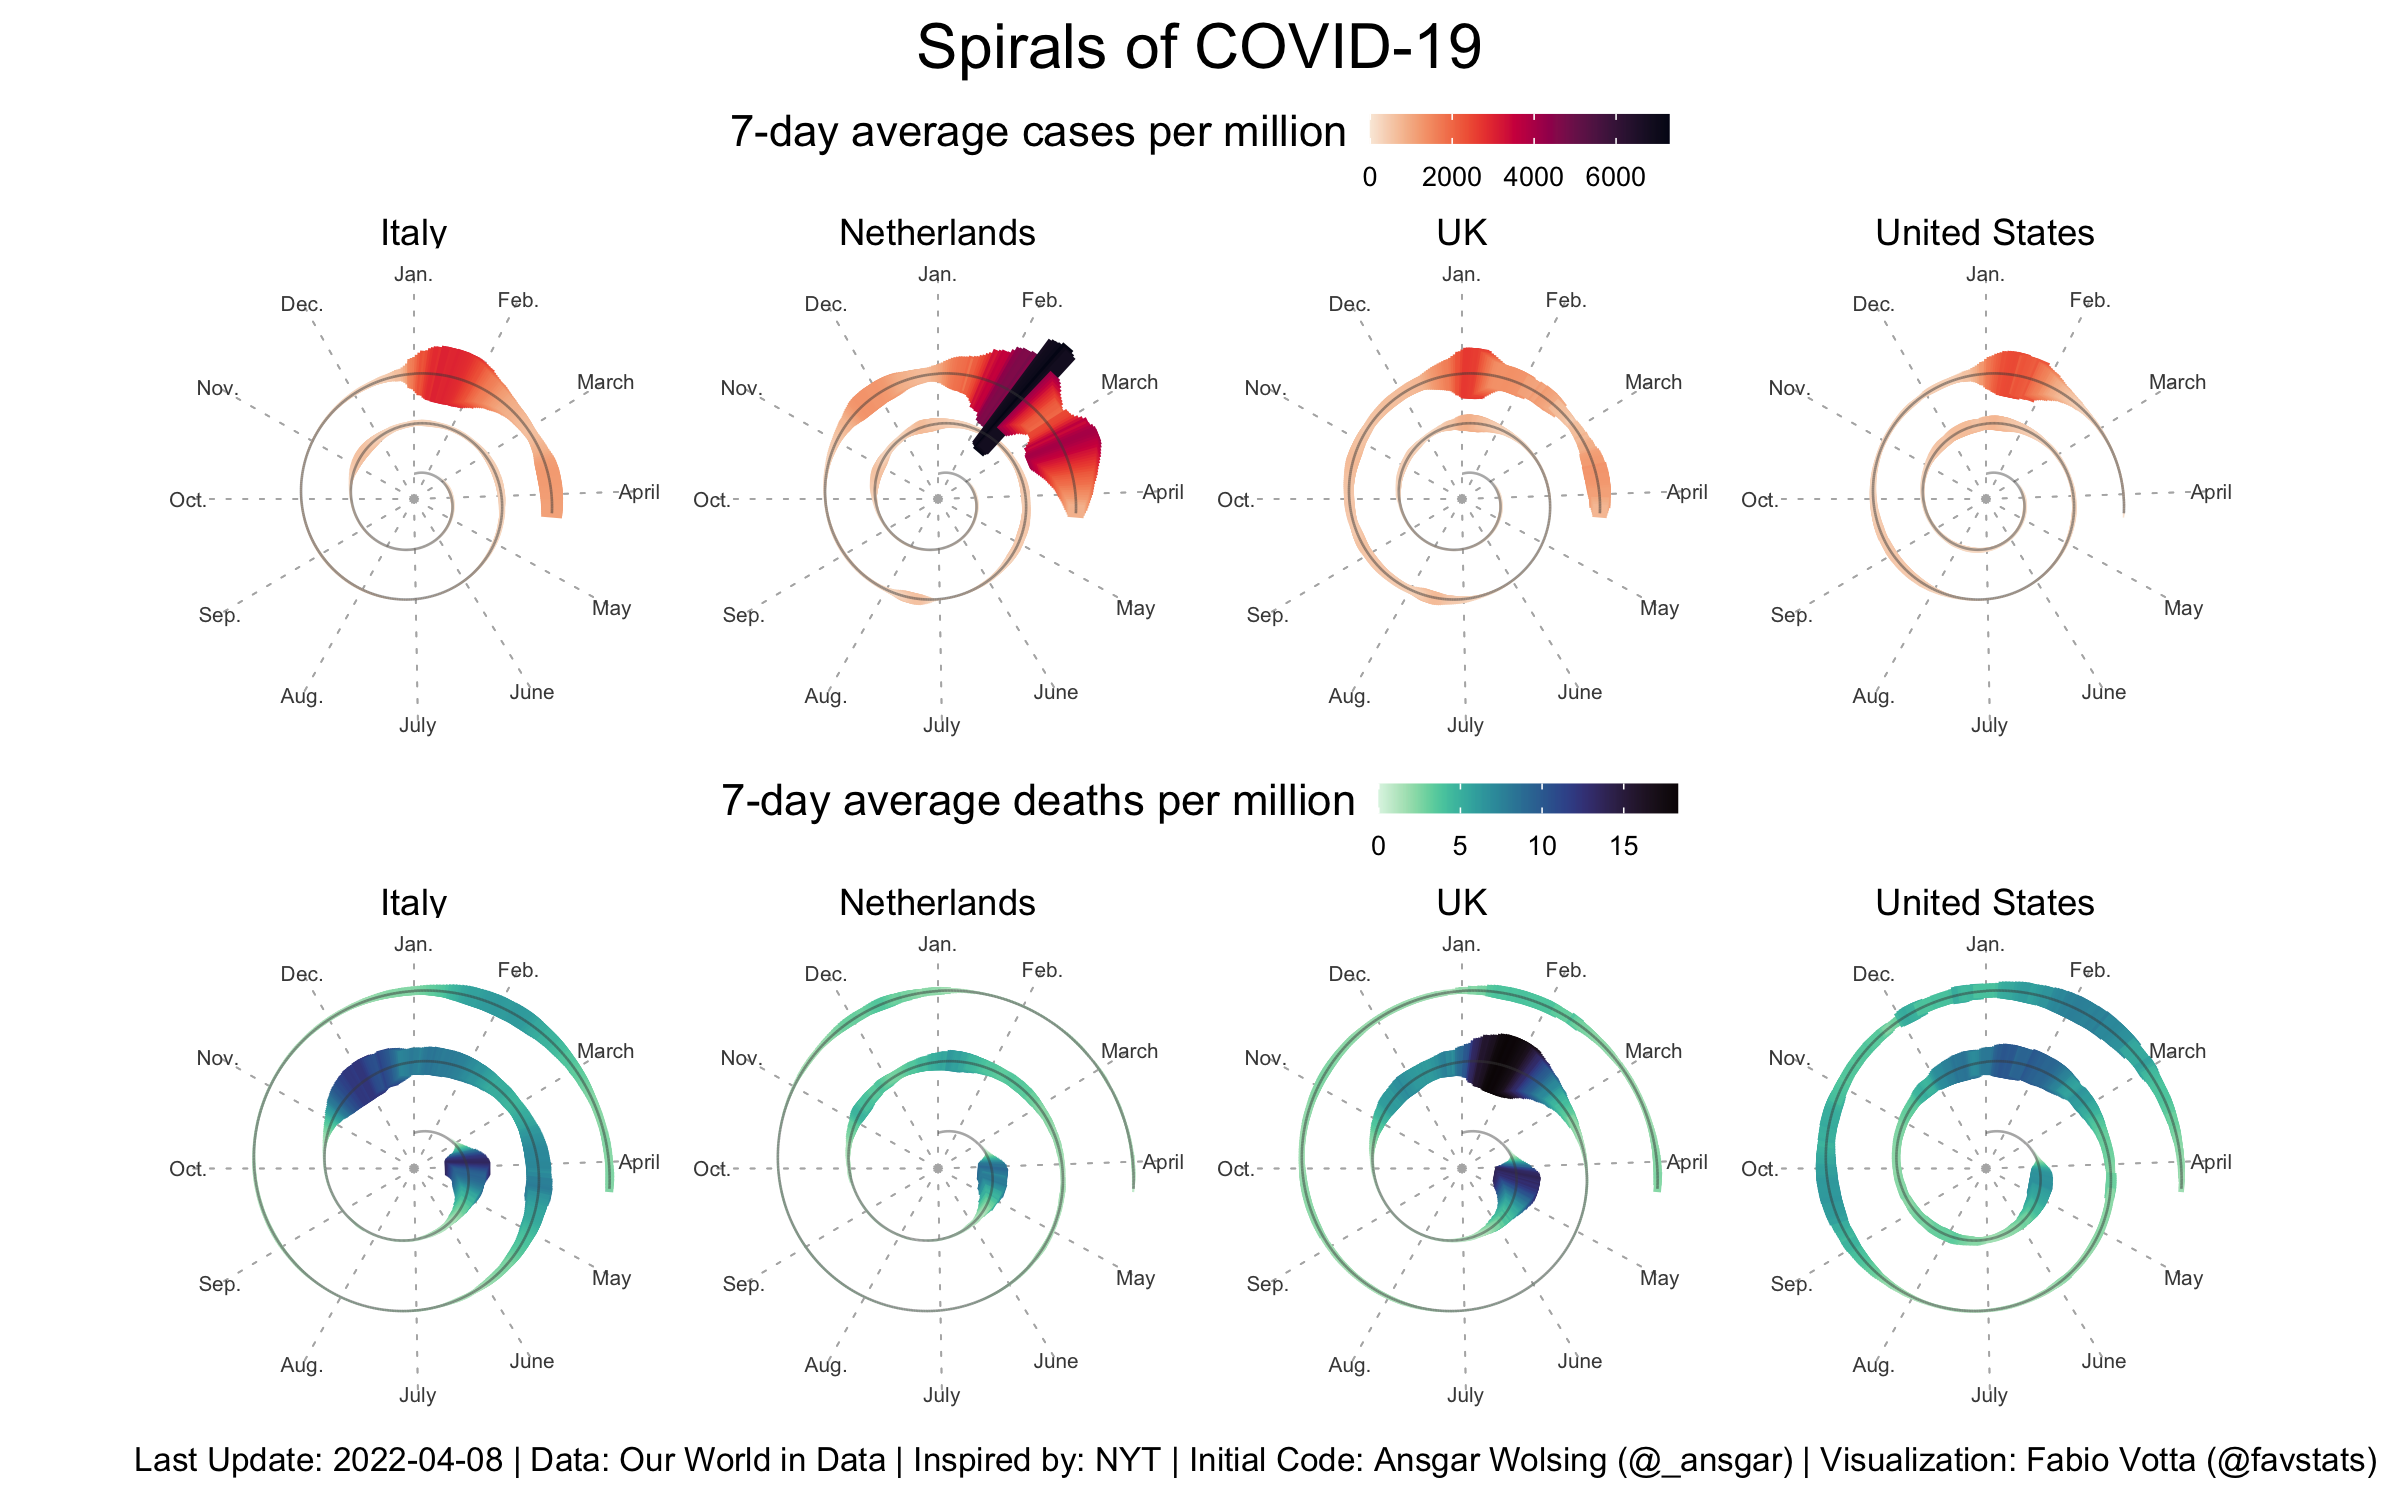 Spirals of COVID-19
7-day average cases per million
0 2000 4000 6000
Italy
Jan.
Feb.
March
April
May
June
July
Aug.
Sep.
Oct.
Nov.
Dec.
Netherlands
Jan.
Feb.
March
April
May
June
July
Aug.
Sep.
Oct.
Nov.
Dec.
UK
Jan.
Feb.
March
April
May
June
July
Aug.
Sep.
Oct.
Nov.
Dec.
United States
Jan.
Feb.
March
April
May
June
July
Aug.
Sep.
Oct.
Nov.
Dec.
7-day average deaths per million
0 5 10 15
Italy
Jan.
Feb.
March
April
May
June
July
Aug.
Sep.
Oct.
Nov.
Dec.
Netherlands
Jan.
Feb.
March
April
May
June
July
Aug.
Sep.
Oct.
Nov.
Dec.
UK
Jan.
Feb.
March
April
May
June
July
Aug.
Sep.
Oct.
Nov.
Dec.
United States
Jan.
Feb.
March
April
May
June
July
Aug.
Sep.
Oct.
Nov.
Dec.
Last Update: 2022-04-08 | Data: Our World in Data | Inspired by: NYT | Initial Code: Ansgar Wolsing (@_ansgar) | Visualization: Fabio Votta (@favstats)